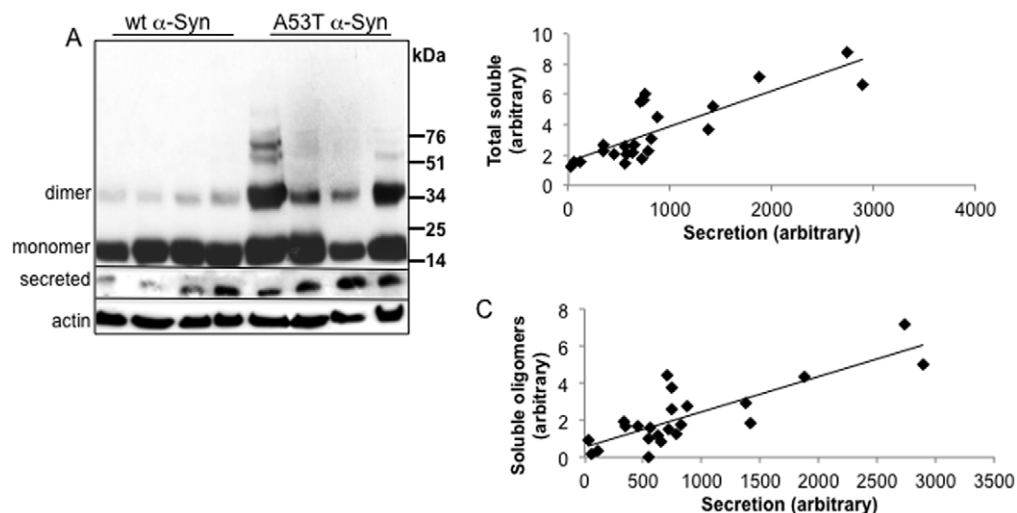 A
wt α-Syn
A53T α-Syn
kDa
76
51
dimer
34
25
monomer
14
secreted
actin
Total soluble
(arbitrary)
10
8
6
4
2
0
0 1000 2000 3000 4000
Secretion (arbitrary)
C
Soluble oligomers
(arbitrary)
8
6
4
2
0
0 500 1000 1500 2000 2500 3000 3500
Secretion (arbitrary)